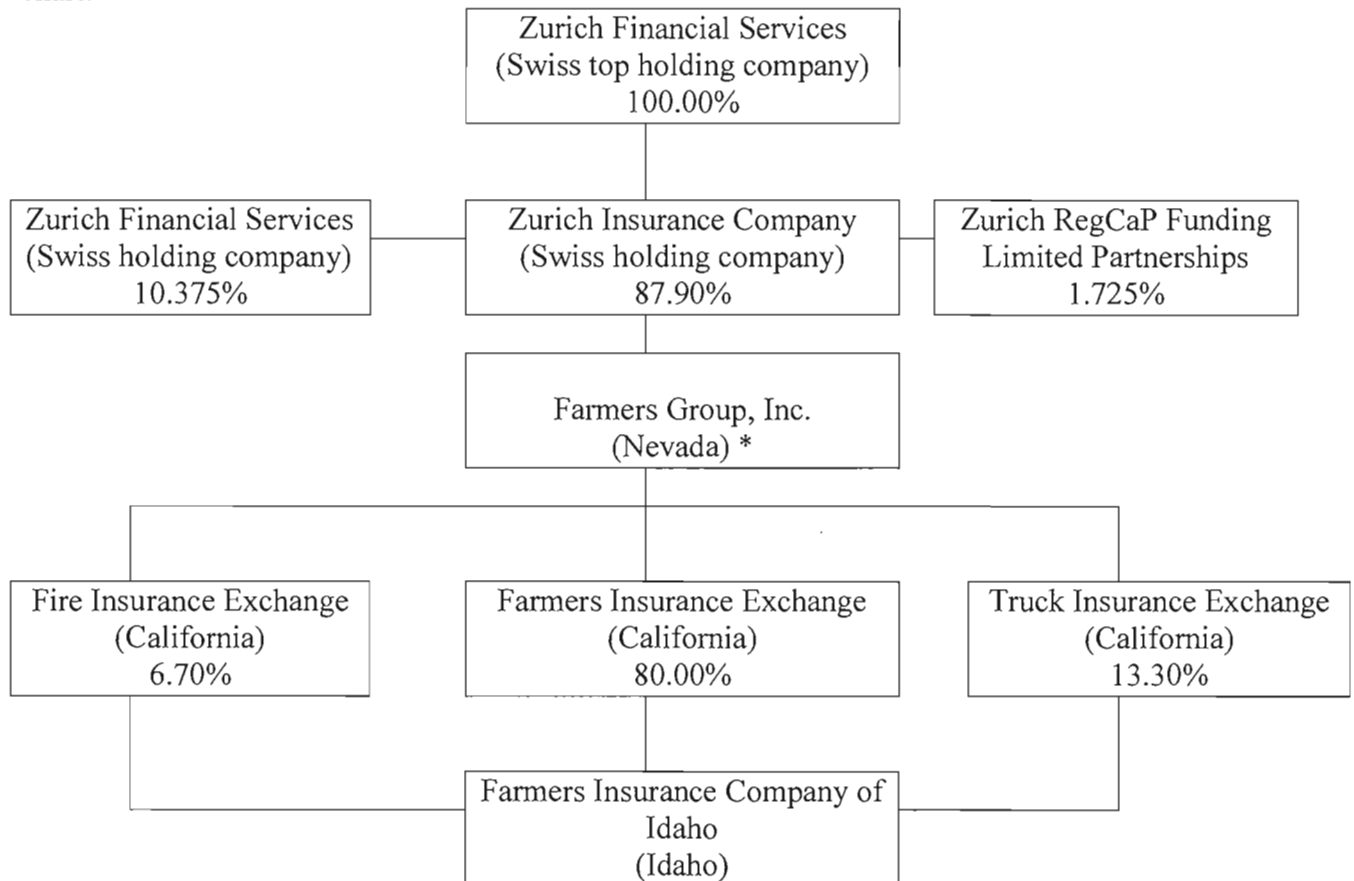 Zurich Financial Services
(Swiss top holding company)
100.00%
Zurich Financial Services
(Swiss holding company)
10.375%
Zurich Insurance Company
(Swiss holding company)
87.90%
Zurich RegCaP Funding
Limited Partnerships
1.725%
Farmers Group, Inc.
(Nevada) *
Fire Insurance Exchange
(California)
6.70%
Farmers Insurance Exchange
(California)
80.00%
Truck Insurance Exchange
(California)
13.30%
Farmers Insurance Company of
Idaho
(Idaho)